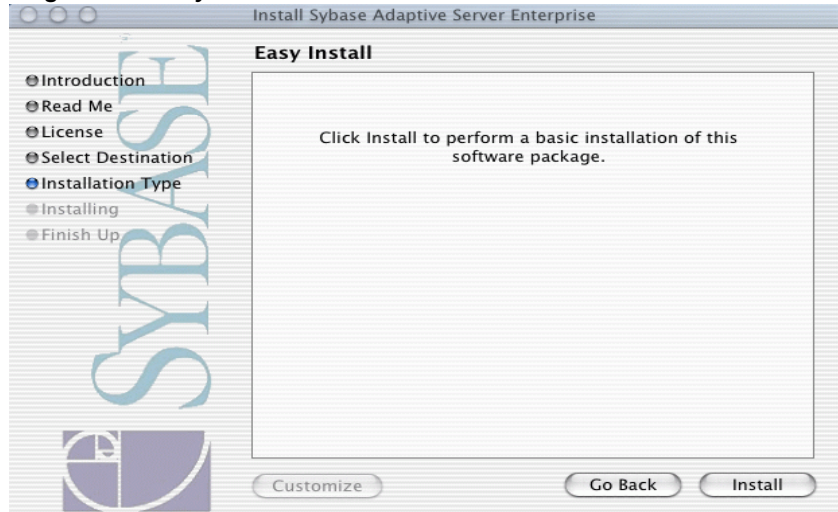 Install Sybase Adaptive Server Enterprise
Easy Install
Introduction
Read Me
License
Select Destination
Installation Type
Installing
Finish Up
SYBASE
Click Install to perform a basic installation of this
software package.
Customize
Go Back
Install